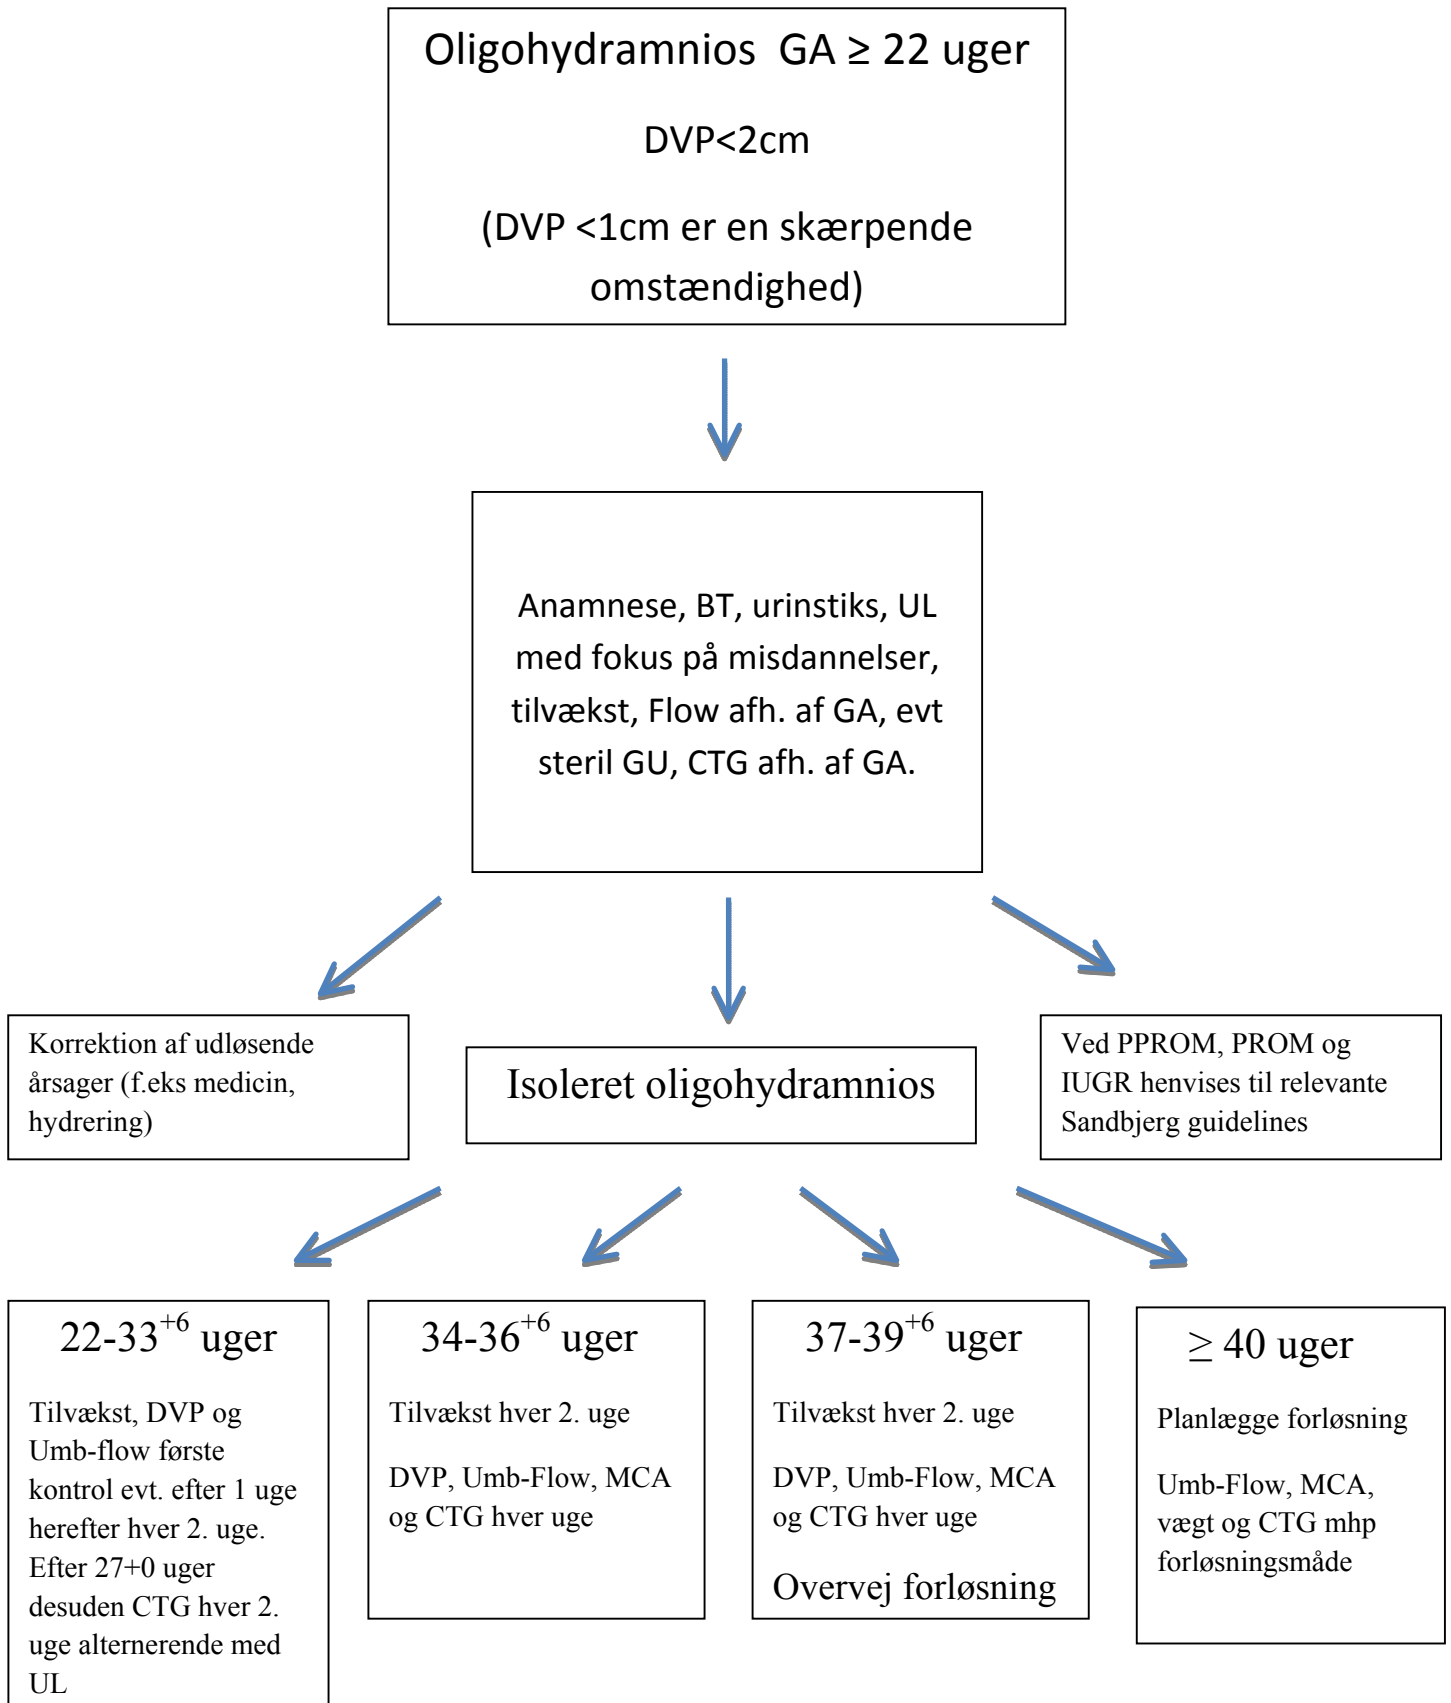 Oligohydramnios  GA ≥ 22 uger
DVP<2cm
(DVP <1cm er en skærpende
omstændighed)
Anamnese, BT, urinstiks, UL
med fokus på misdannelser,
tilvækst, Flow afh. af GA, evt
steril GU, CTG afh. af GA.
Korrektion af udløsende
årsager (f.eks medicin,
hydrering)
Isoleret oligohydramnios
Ved PPROM, PROM og
IUGR henvises til relevante
Sandbjerg guidelines
22-33⁺⁶ uger
Tilvækst, DVP og
Umb-flow første
kontrol evt. efter 1 uge
herefter hver 2. uge.
Efter 27+0 uger
desuden CTG hver 2.
uge alternerende med
UL
34-36⁺⁶ uger
Tilvækst hver 2. uge
DVP, Umb-Flow, MCA
og CTG hver uge
37-39⁺⁶ uger
Tilvækst hver 2. uge
DVP, Umb-Flow, MCA
og CTG hver uge
Overvej forløsning
≥ 40 uger
Planlægge forløsning
Umb-Flow, MCA,
vægt og CTG mhp
forløsningsmåde